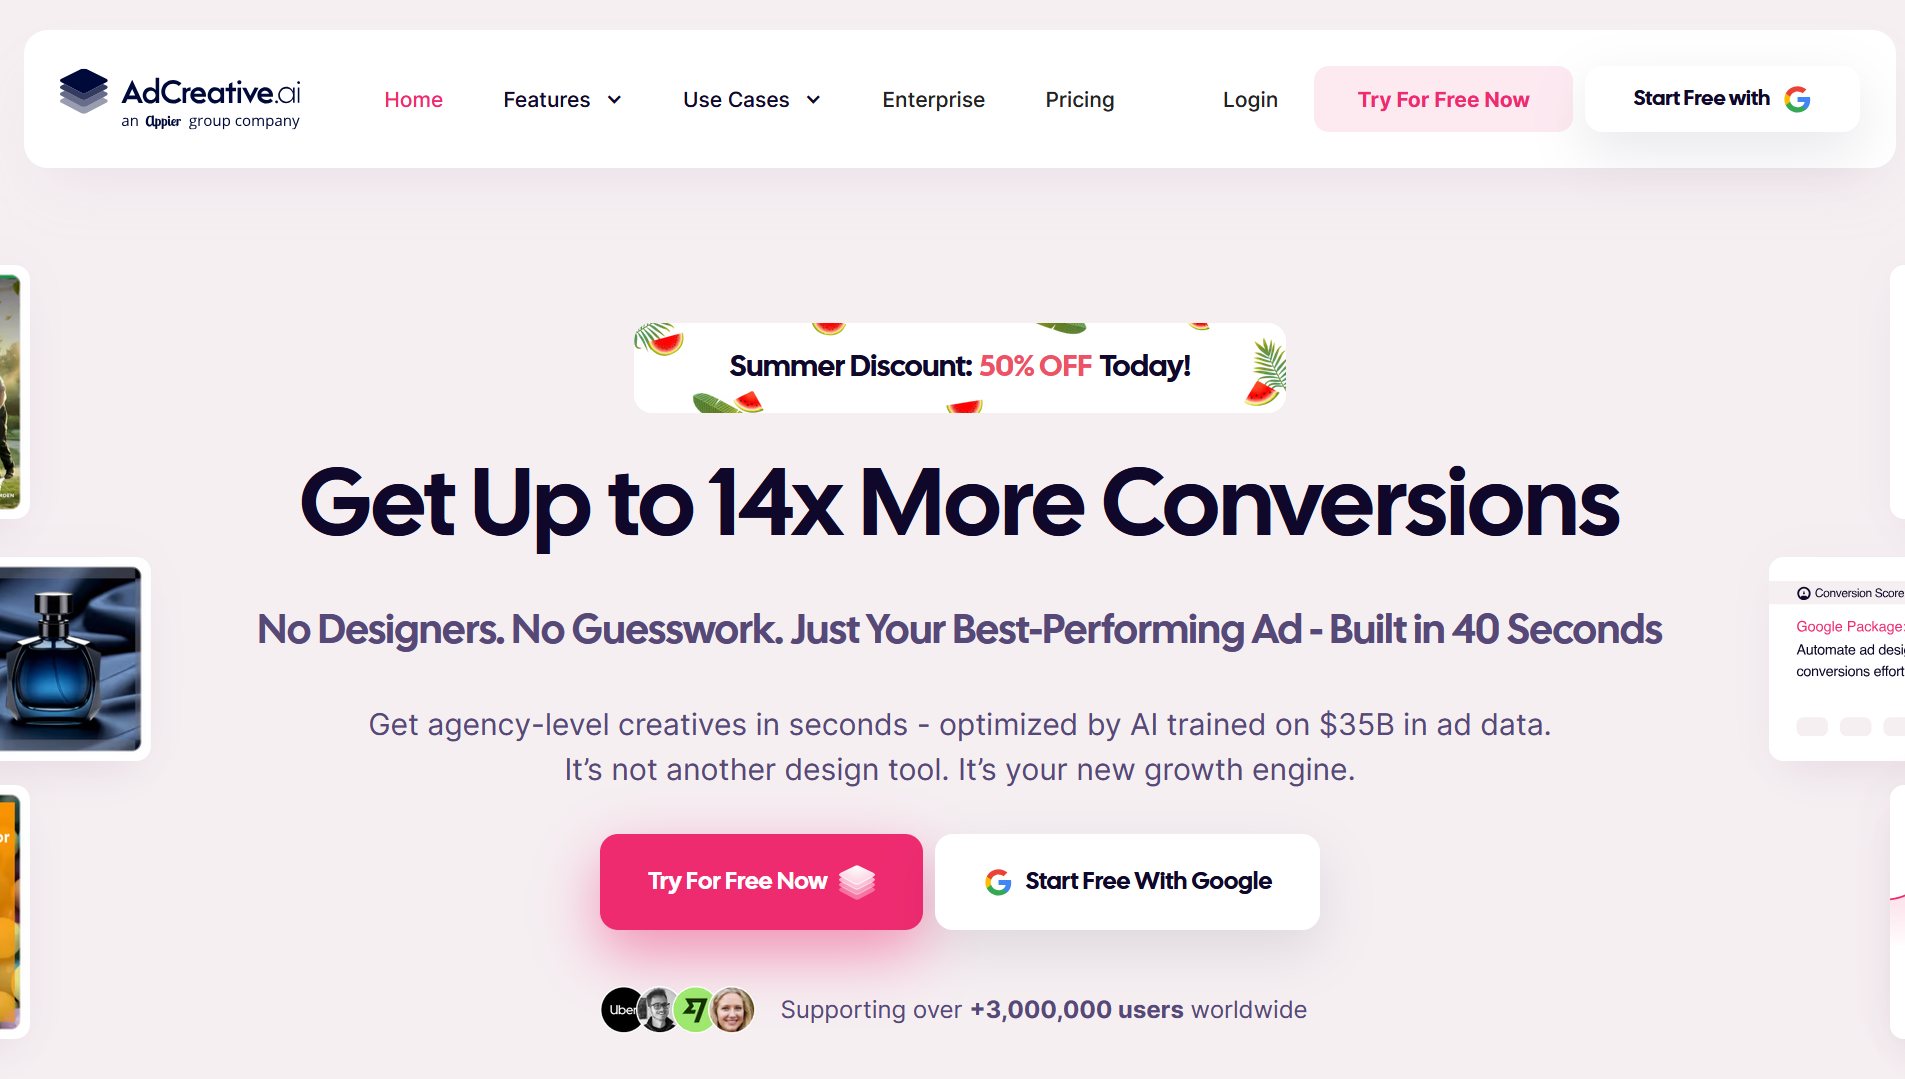 AdCreative.ai
an Appier group company
Home
Features
Use Cases
Enterprise
Pricing
Login
Try For Free Now
Start Free with
Summer Discount: 50% OFF Today!
Get Up to 14x More Conversions
No Designers. No Guesswork. Just Your Best-Performing Ad - Built in 40 Seconds
Get agency-level creatives in seconds - optimized by AI trained on $35B in ad data.
It’s not another design tool. It’s your new growth engine.
Try For Free Now
Start Free With Google
Uber
Supporting over +3,000,000 users worldwide
Conversion Score
Google Package:
Automate ad desi
conversions effort
or